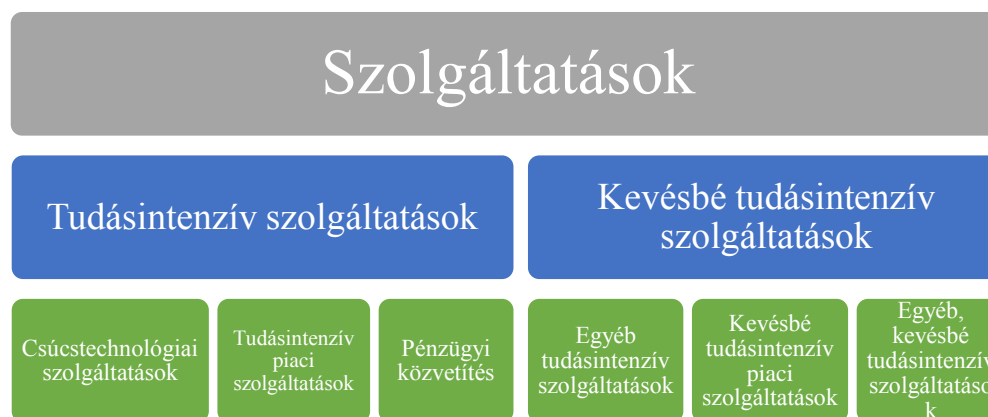 Szolgáltatások
Tudásintenzív szolgáltatások
Kevésbé tudásintenzív
szolgáltatások
Csúcstechnológiai
szolgáltatások
Tudásintenzív
piaci
szolgáltatások
Pénzügyi
közvetítés
Egyéb
tudásintenzív
szolgáltatások
Kevésbé
tudásintenzív
piaci
szolgáltatások
Egyéb,
kevésbé
tudásintenzív
szolgáltatáso
k